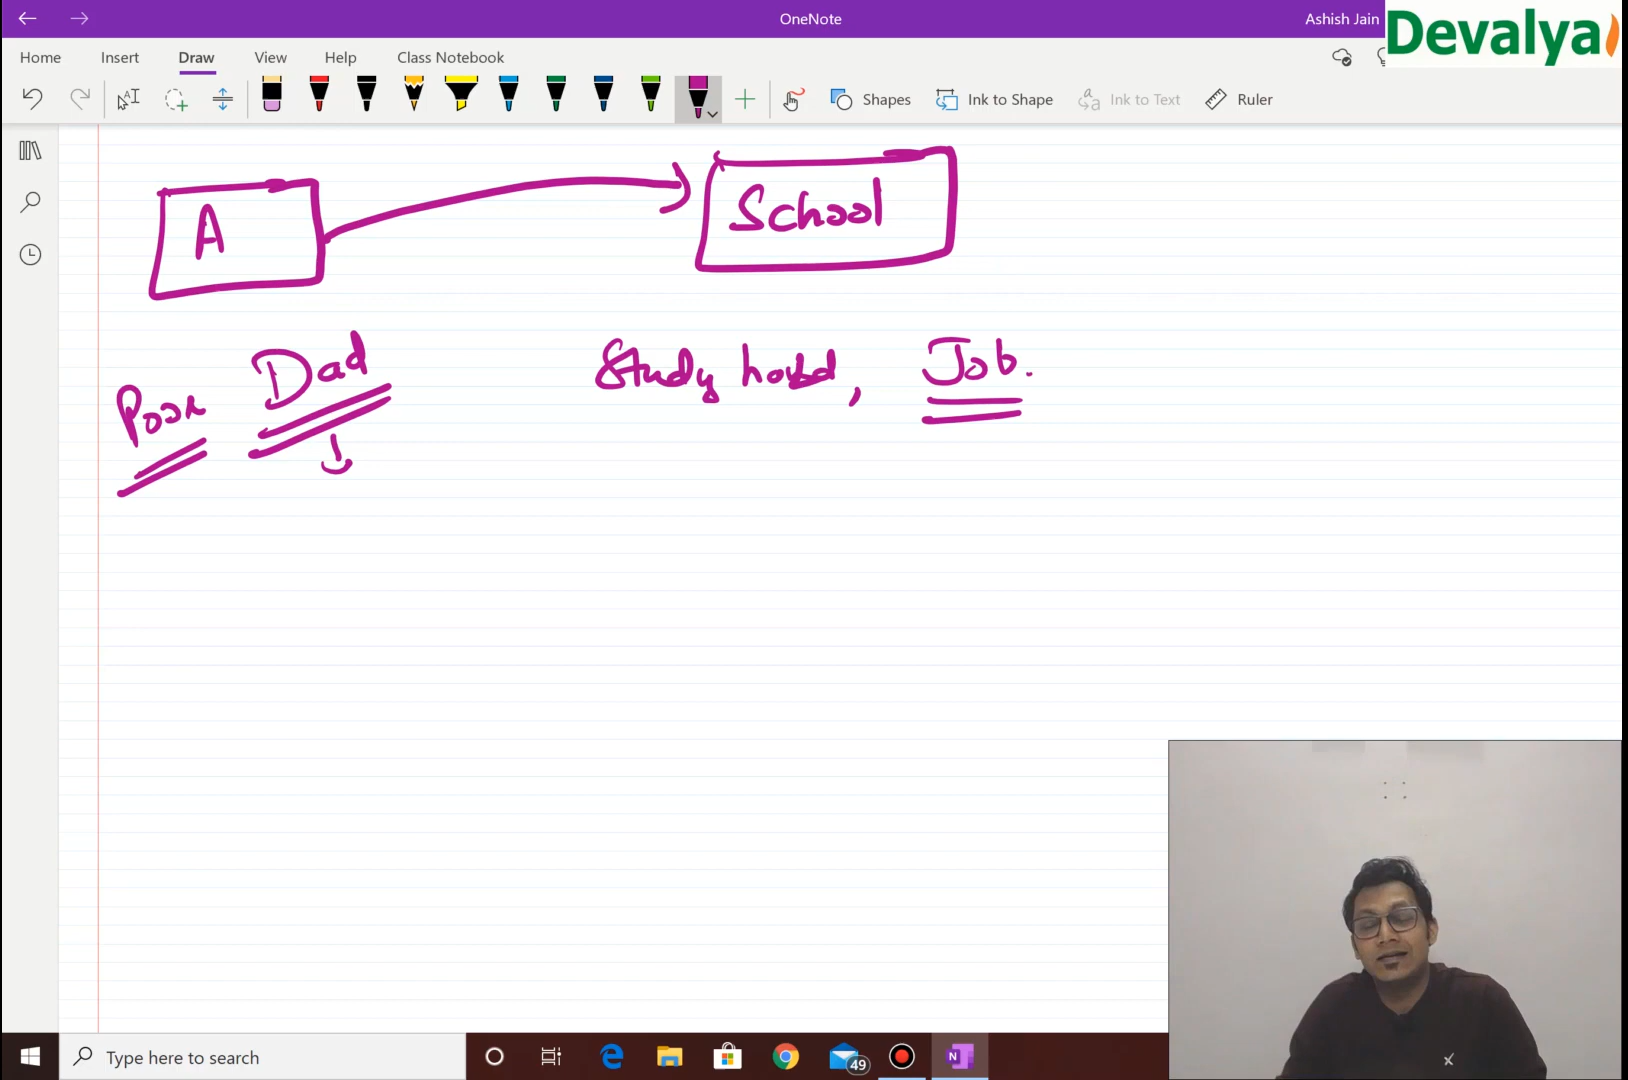 OneNote
Ashish Jain
Devalya
Home Insert Draw View Help Class Notebook
Shapes Ink to Shape Ink to Text Ruler
A
School
Poor Dad
Study hard, Job.
Type here to search
49